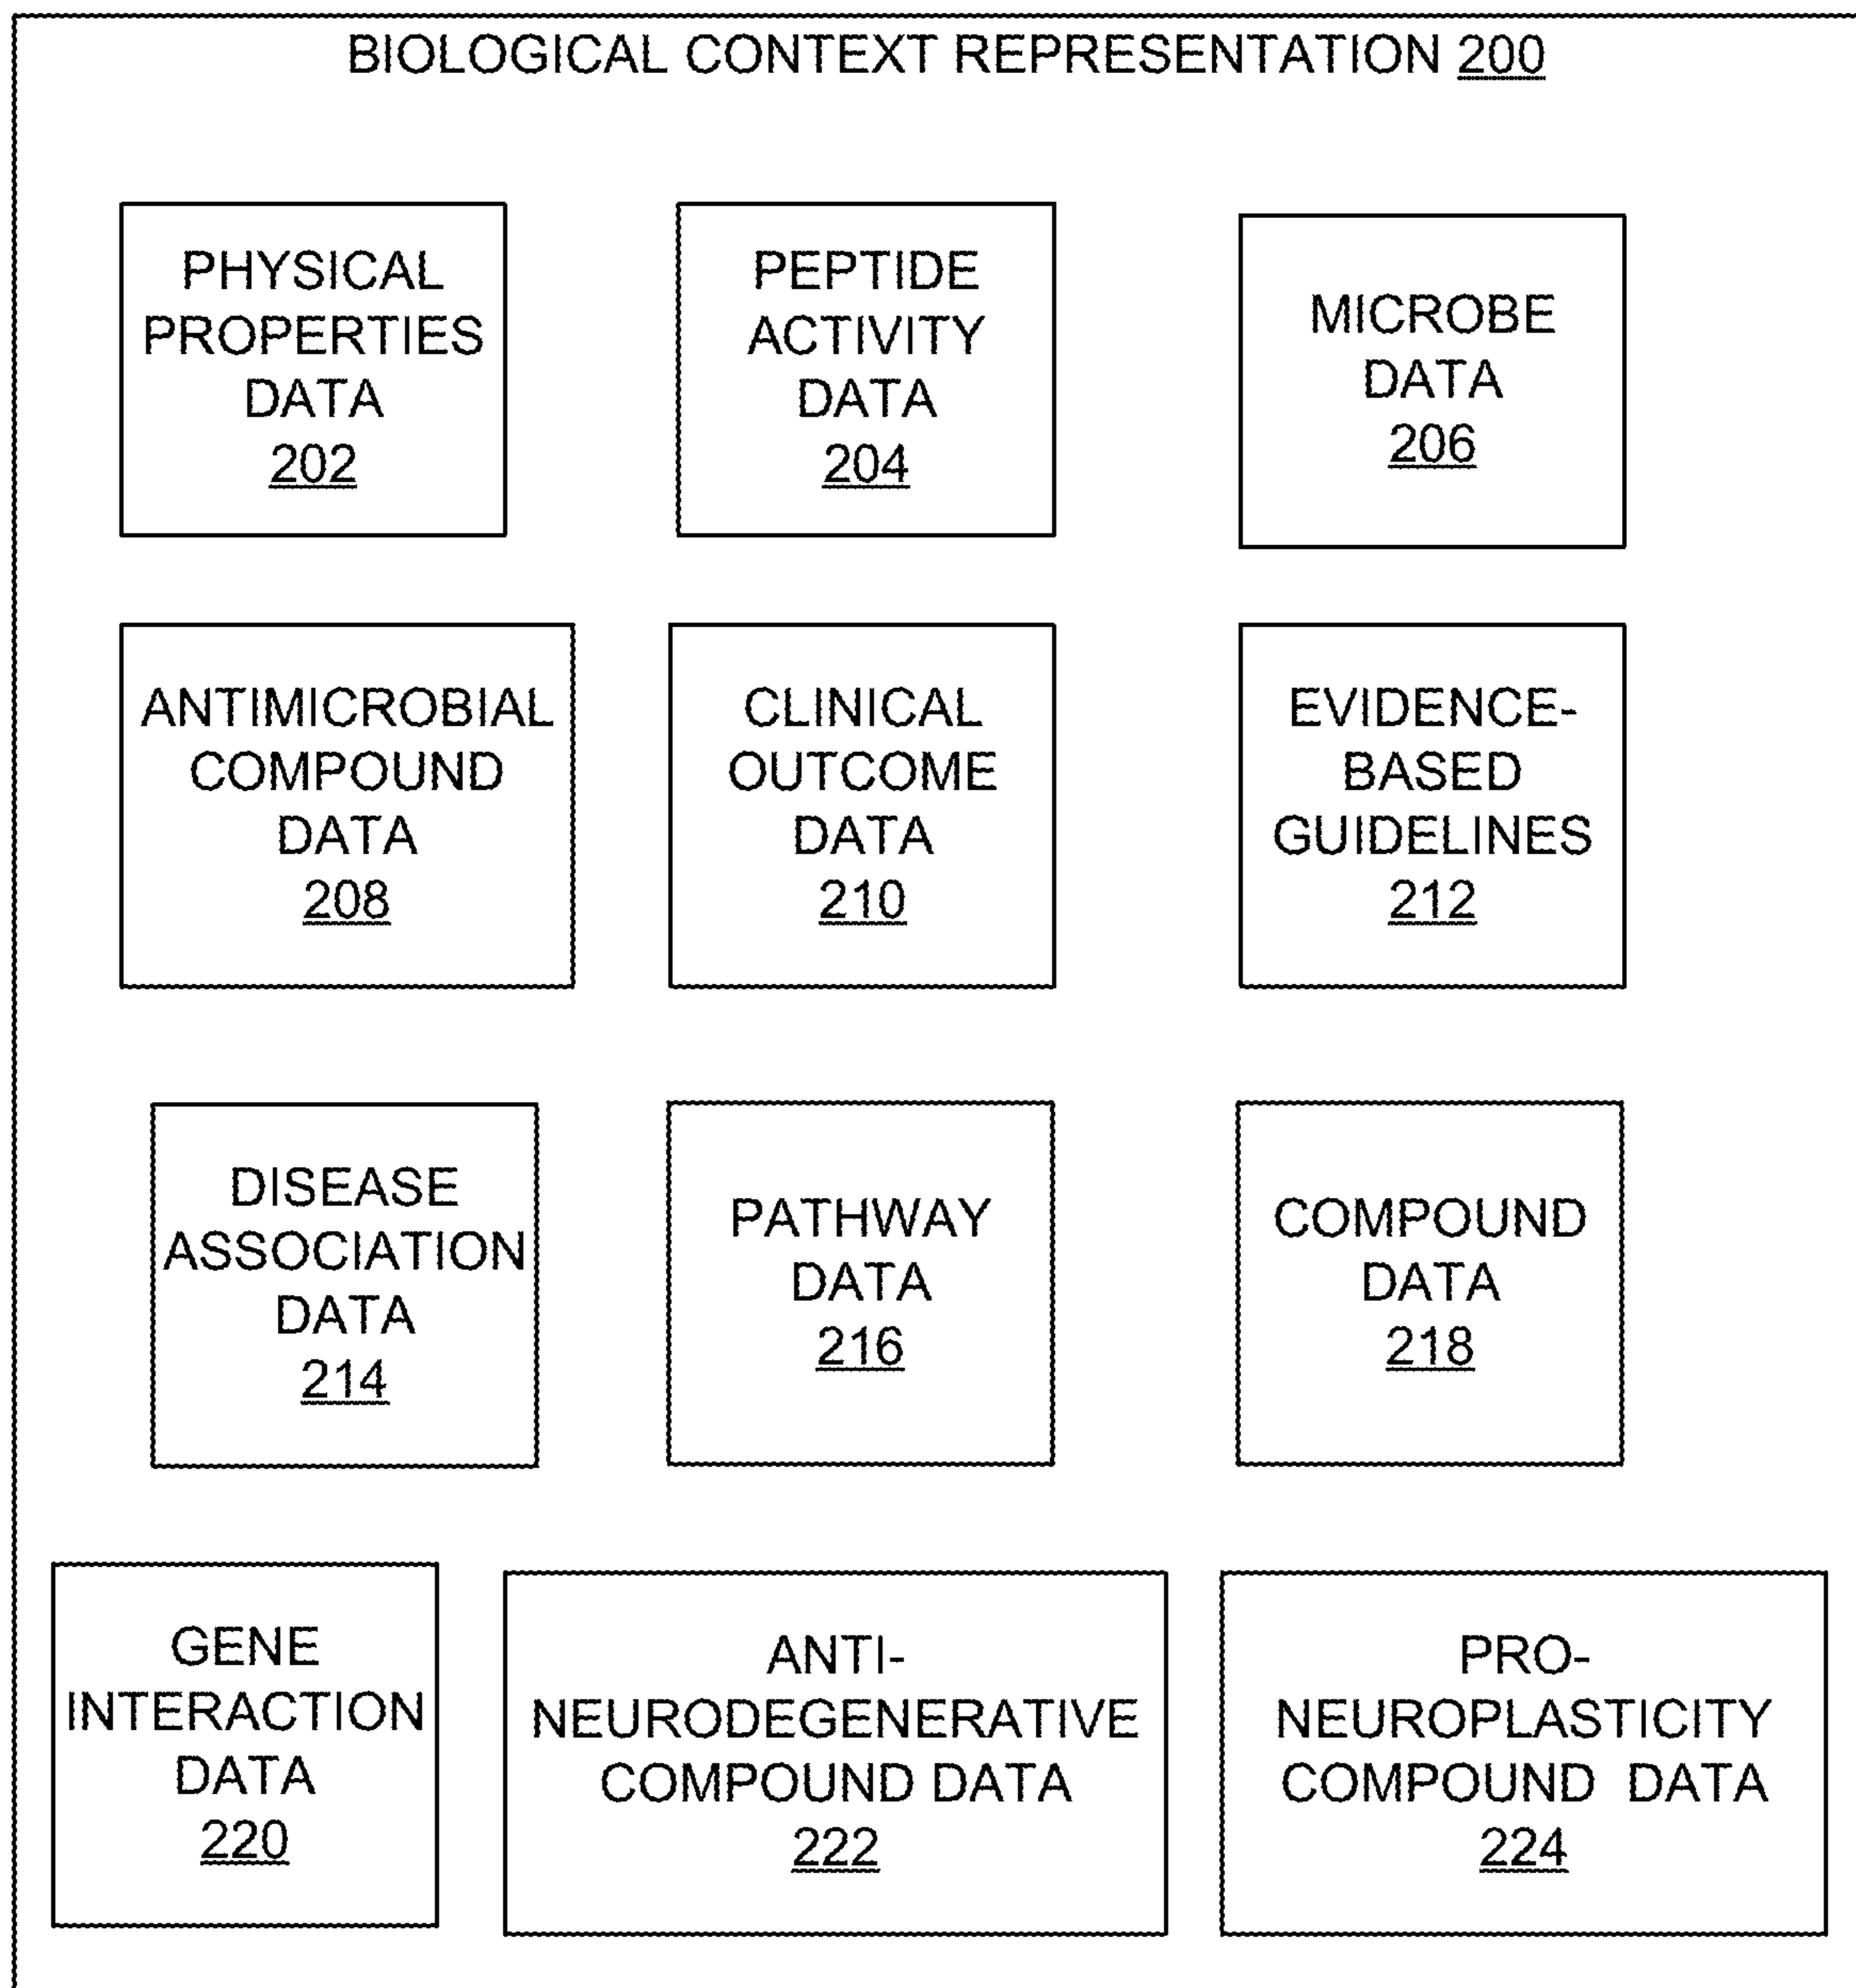 BIOLOGICAL CONTEXT REPRESENTATION 200
PHYSICAL
PROPERTIES
DATA
202
PEPTIDE
ACTIVITY
DATA
204
MICROBE
DATA
206
ANTIMICROBIAL
COMPOUND
DATA
208
CLINICAL
OUTCOME
DATA
210
EVIDENCE-
BASED
GUIDELINES
212
DISEASE
ASSOCIATION
DATA
214
PATHWAY
DATA
216
COMPOUND
DATA
218
GENE
INTERACTION
DATA
220
ANTI-
NEURODEGENERATIVE
COMPOUND DATA
222
PRO-
NEUROPLASTICITY
COMPOUND DATA
224